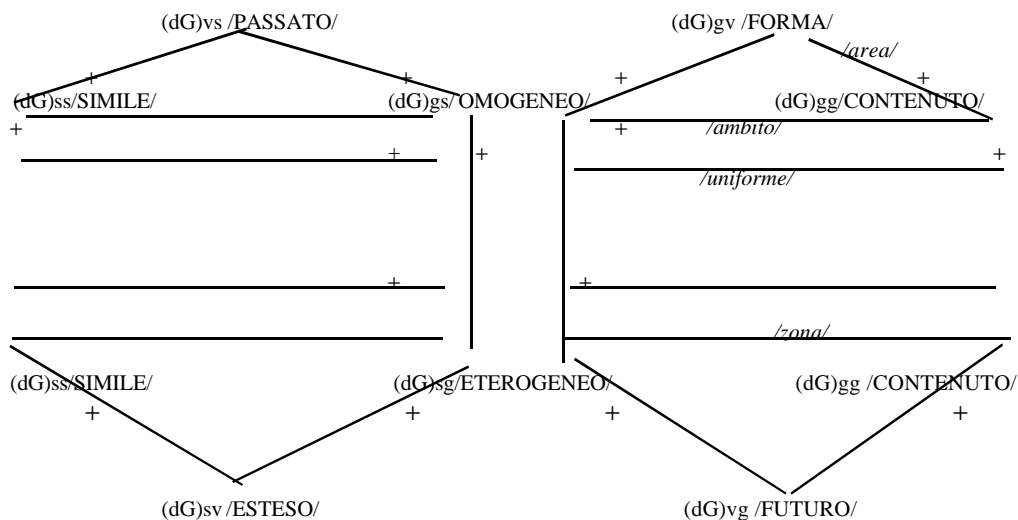 (dG)vs /PASSATO/ (dG)gv /FORMA/
/area/
+ + + +
(dG)ss/SIMILE/ (dG)gs/ OMOGENEO/ (dG)gg/CONTENUTO/
+ + /ambito/
+ + +
/uniforme/
+ +
/zona/
(dG)ss/SIMILE/ (dG)sg/ETEROGENEO/ (dG)gg /CONTENUTO/
+ + + +
(dG)sv /ESTESO/ (dG)vg /FUTURO/